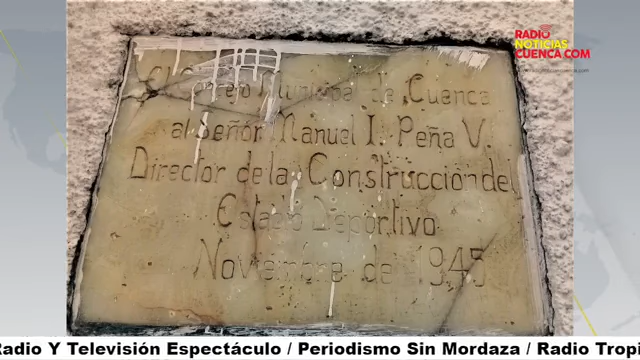 RADIO
NOTICIAS
CUENCA.COM
El Concejo Municipal de Cuenca
al Señor Manuel I. Peña V.
Director de la Construcción del
Estadio Deportivo
Noviembre de 1945
Radio Y Televisión Espectáculo / Periodismo Sin Mordaza / Radio Tropi